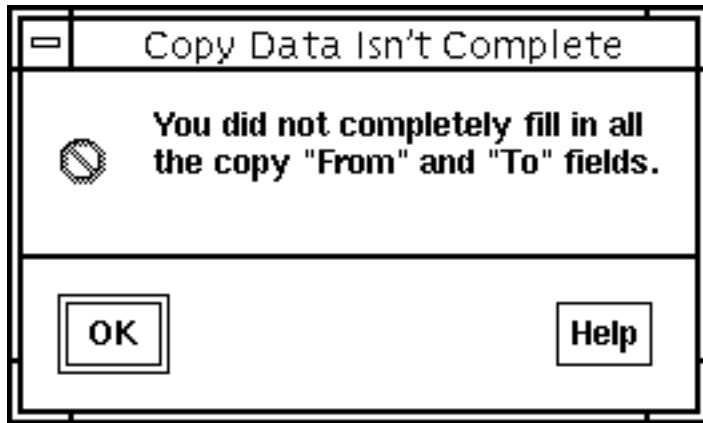 Copy Data Isn't Complete
You did not completely fill in all
the copy "From" and "To" fields.
OK
Help